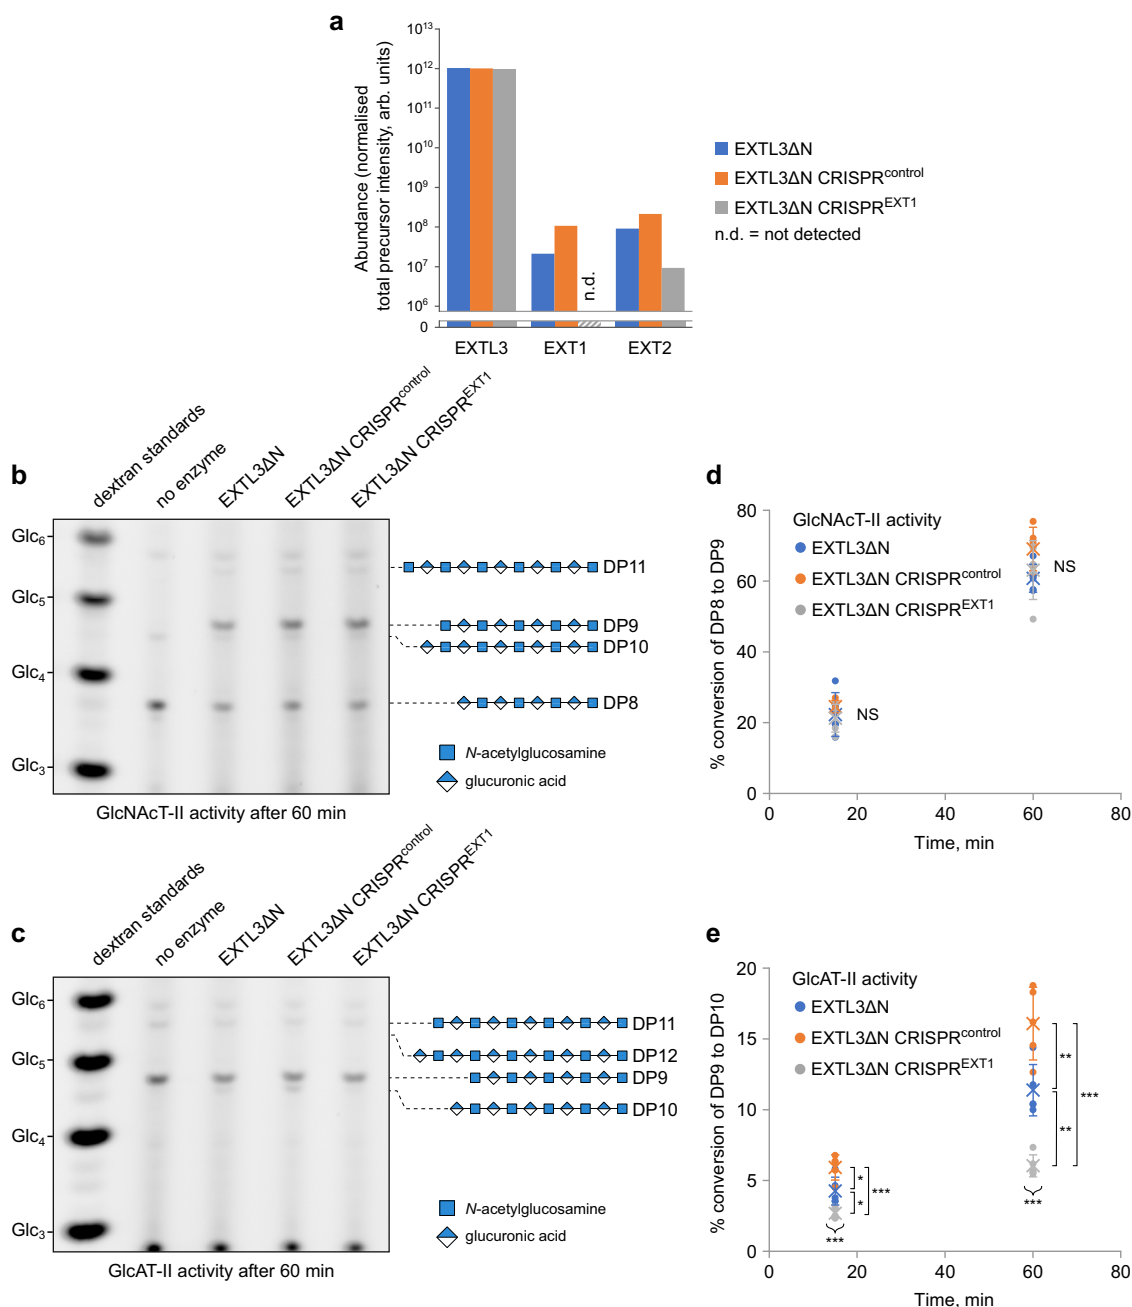 a
Abundance (normalised
total precursor intensity, arb. units)
10¹³
10¹²
10¹¹
10¹⁰
10⁹
10⁸
10⁷
10⁶
0
n.d.
EXTL3 EXT1 EXT2
EXTL3ΔN
EXTL3ΔN CRISPRcontrol
EXTL3ΔN CRISPREXT1
n.d. = not detected
b
dextran standards
no enzyme
EXTL3ΔN
EXTL3ΔN CRISPRcontrol
EXTL3ΔN CRISPREXT1
Glc₆
Glc₅
Glc₄
Glc₃
DP11
DP9
DP10
DP8
N-acetylglucosamine
glucuronic acid
GlcNAcT-II activity after 60 min
c
dextran standards
no enzyme
EXTL3ΔN
EXTL3ΔN CRISPRcontrol
EXTL3ΔN CRISPREXT1
Glc₆
Glc₅
Glc₄
Glc₃
DP11
DP12
DP9
DP10
N-acetylglucosamine
glucuronic acid
GlcAT-II activity after 60 min
d
% conversion of DP8 to DP9
80
60
40
20
0
GlcNAcT-II activity
EXTL3ΔN
EXTL3ΔN CRISPRcontrol
EXTL3ΔN CRISPREXT1
NS
NS
0 20 40 60 80
Time, min
e
% conversion of DP9 to DP10
20
15
10
5
0
GlcAT-II activity
EXTL3ΔN
EXTL3ΔN CRISPRcontrol
EXTL3ΔN CRISPREXT1
*
*
***
***
**
**
***
***
0 20 40 60 80
Time, min